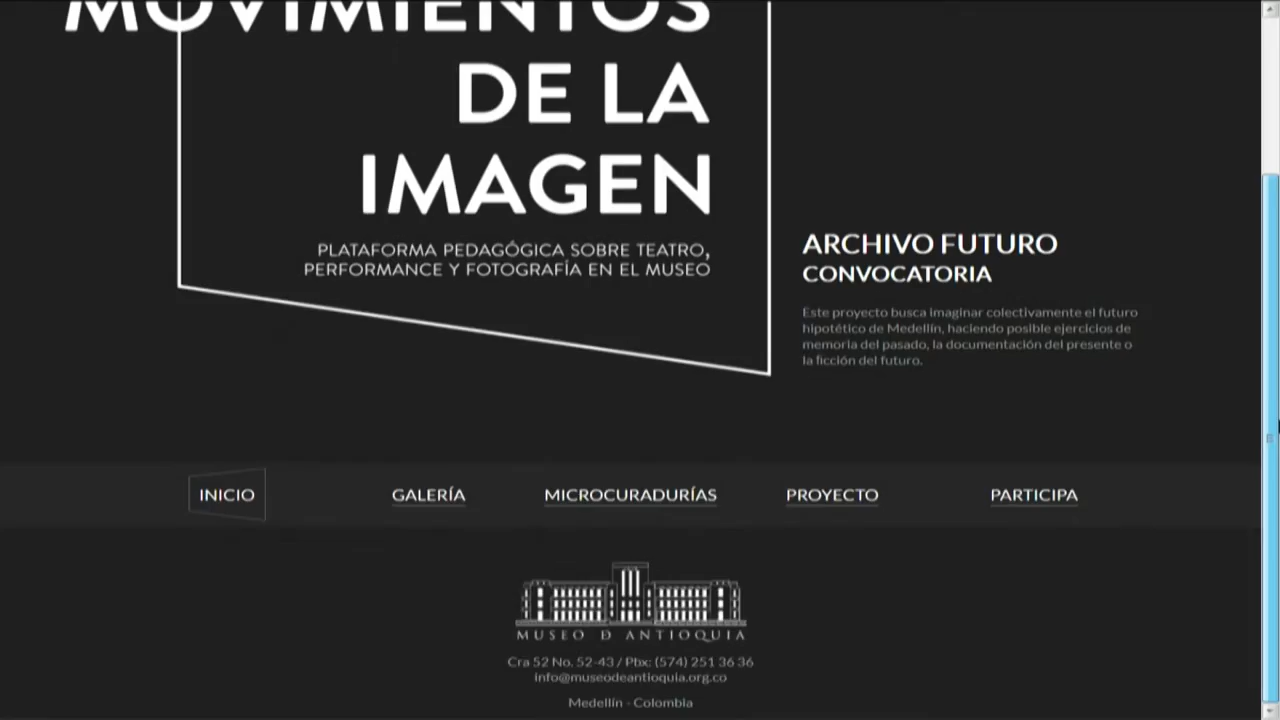 MOVIMIENTOS
DE LA
IMAGEN
PLATAFORMA PEDAGÓGICA SOBRE TEATRO,
PERFORMANCE Y FOTOGRAFÍA EN EL MUSEO
ARCHIVO FUTURO
CONVOCATORIA
Este proyecto busca imaginar colectivamente el futuro
hipotético de Medellín, haciendo posible ejercicios de
memoria del pasado, la documentación del presente o
la ficción del futuro.
INICIO GALERÍA MICROCURADURÍAS PROYECTO PARTICIPA
MUSEO D ANTIOQUIA
Cra 52 No. 52-43 / Pbx: (574) 251 36 36
info@museodeantioquia.org.co
Medellín - Colombia